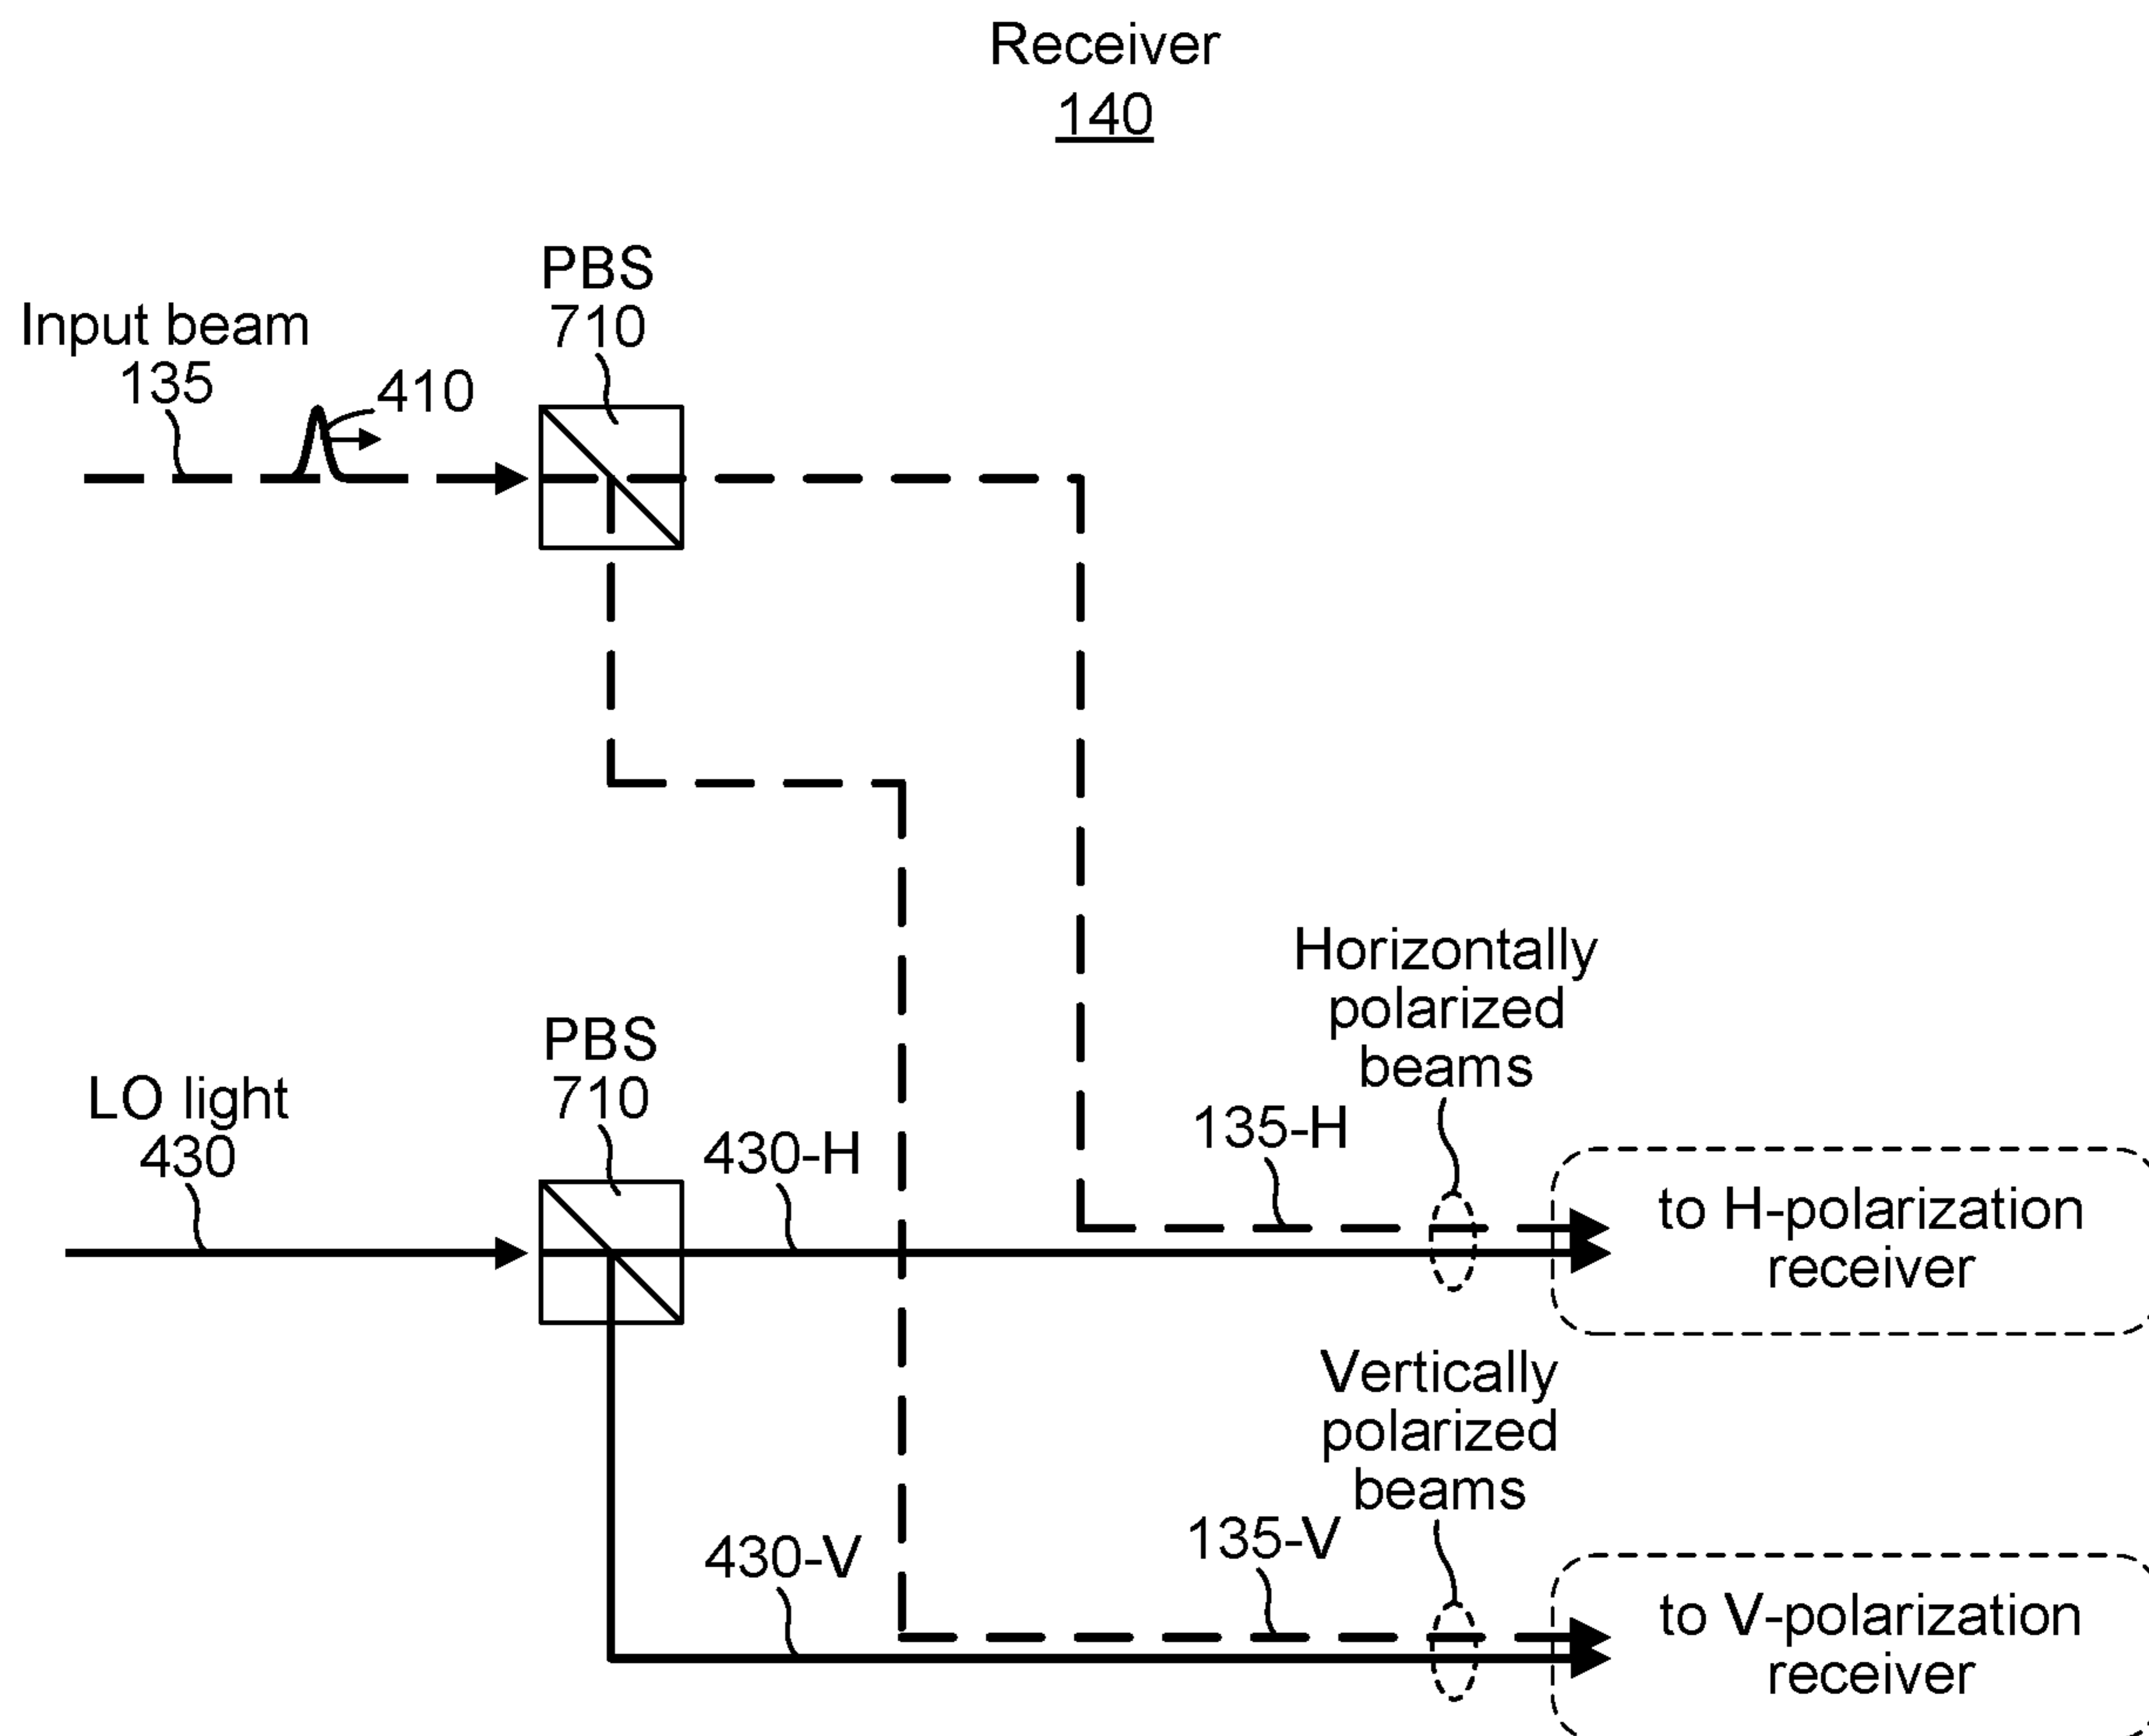 Receiver
140
PBS
710
Input beam
135
410
PBS
710
LO light
430
430-H
Horizontally
polarized
beams
135-H
to H-polarization
receiver
Vertically
polarized
beams
430-V
135-V
to V-polarization
receiver